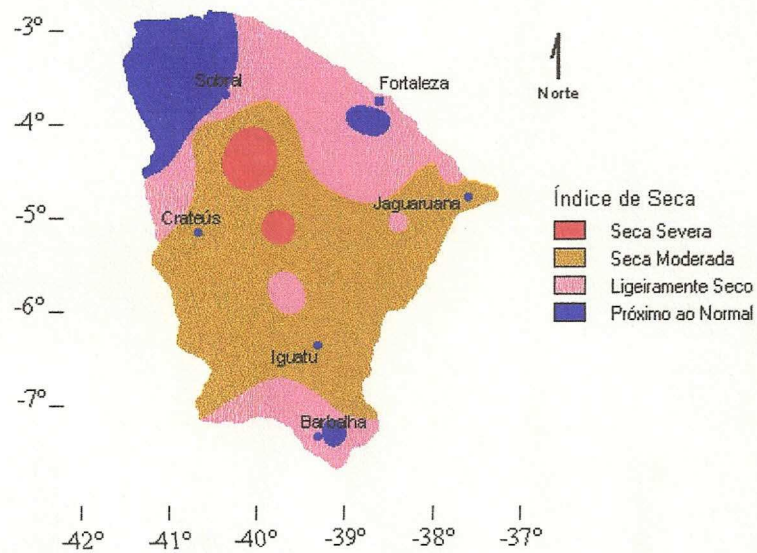 -3°
-4°
-5°
-6°
-7°
Sobral
Fortaleza
Norte
Crateús
Jaguaruana
Iguatu
Barbalha
Índice de Seca
Seca Severa
Seca Moderada
Ligeiramente Seco
Próximo ao Normal
-42° -41° -40° -39° -38° -37°